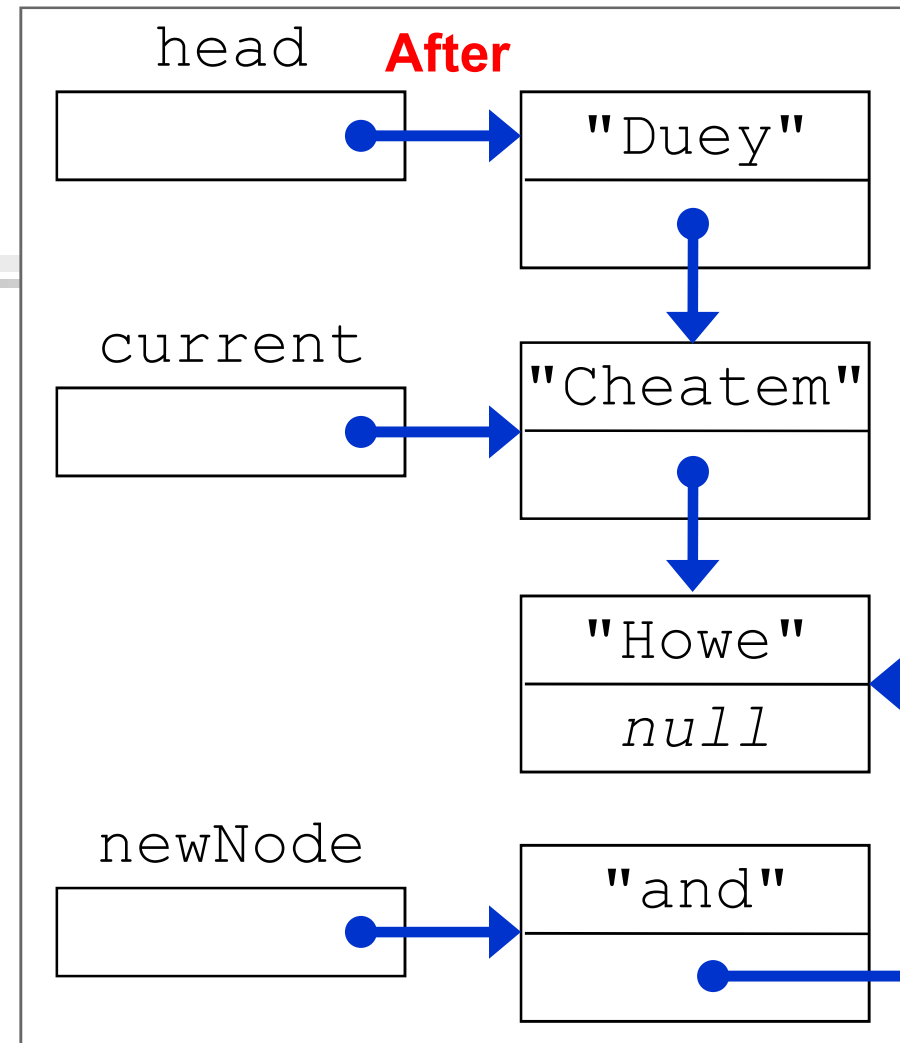 head
After
"Duey"
current
"Cheatem"
"Howe"
null
newNode
"and"